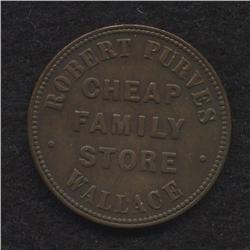 ROBERT PURVES
CHEAP
FAMILY
STORE
WALLACE